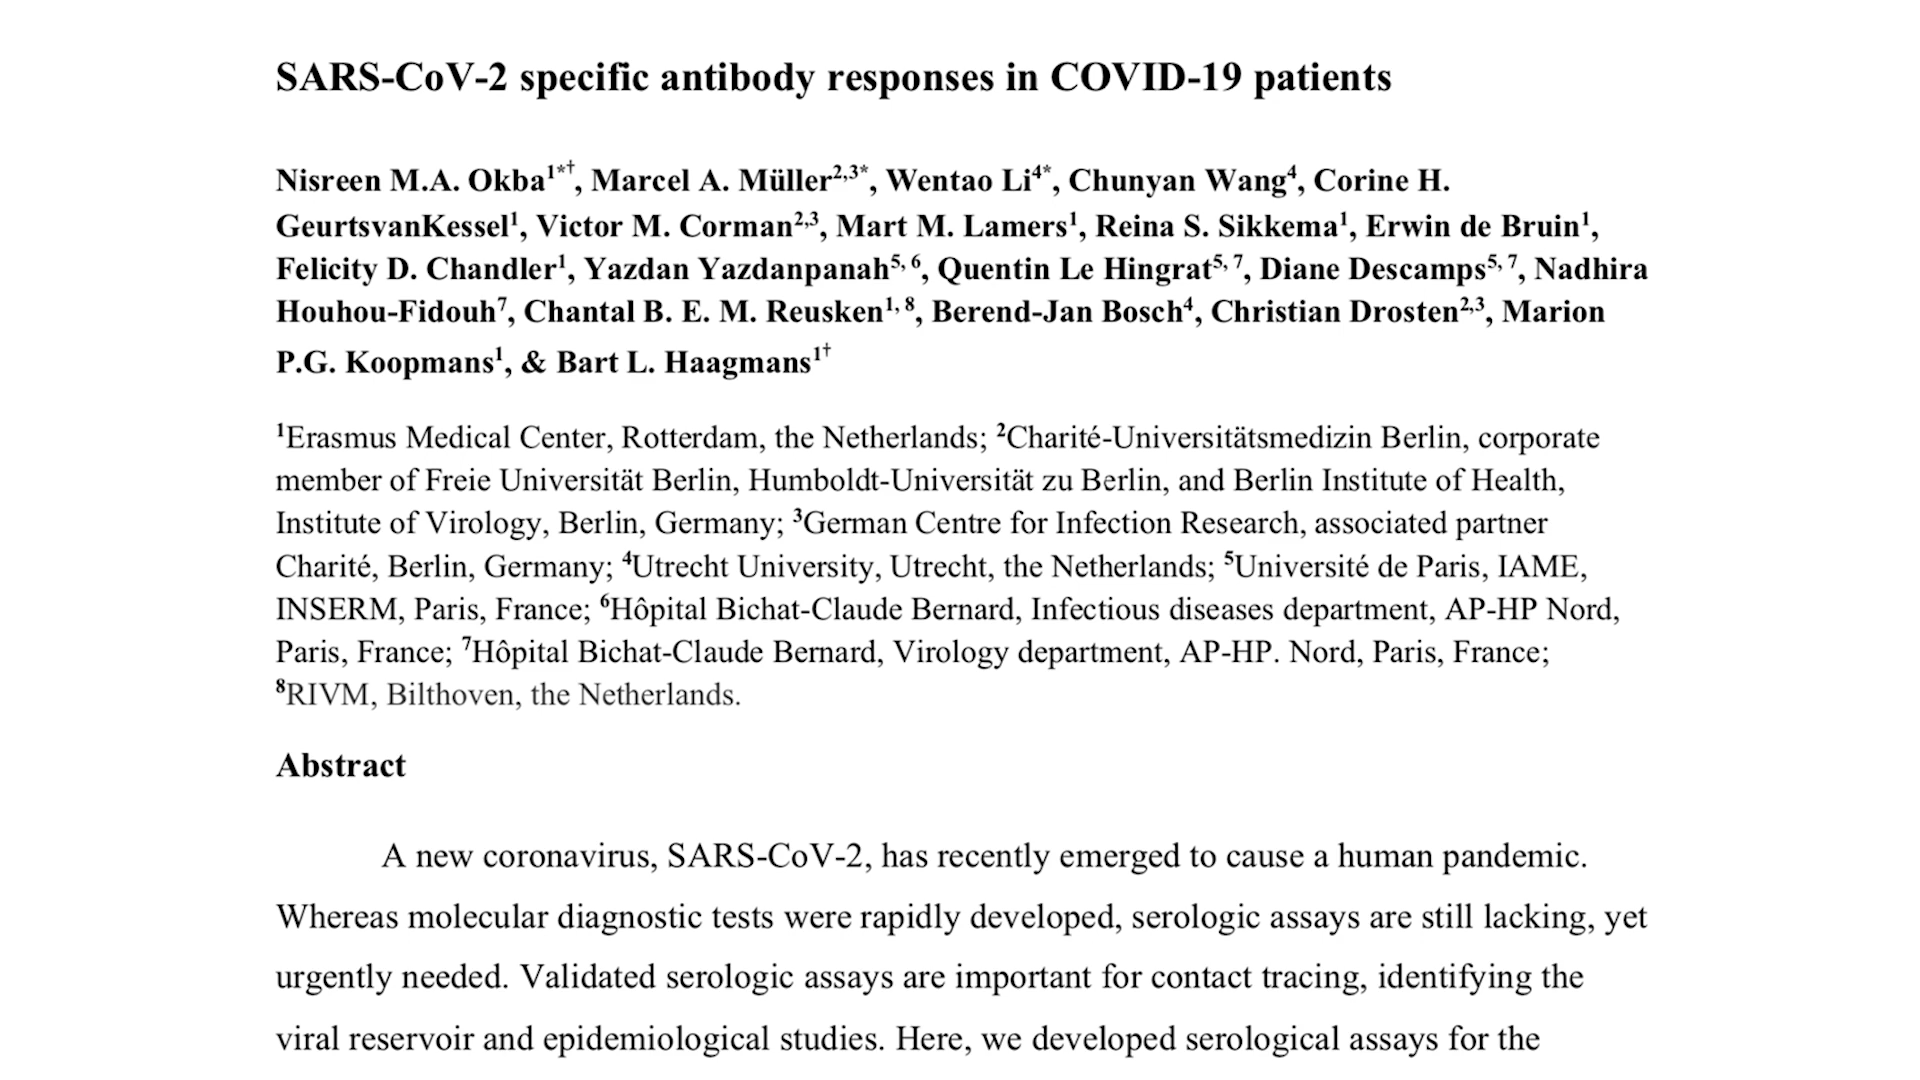 SARS-CoV-2 specific antibody responses in COVID-19 patients
Nisreen M.A. Okba1*†, Marcel A. Müller2,3*, Wentao Li4*, Chunyan Wang4, Corine H.
GeurtsvanKessel1, Victor M. Corman2,3, Mart M. Lamers1, Reina S. Sikkema1, Erwin de Bruin1,
Felicity D. Chandler1, Yazdan Yazdanpanah5, 6, Quentin Le Hingrat5, 7, Diane Descamps5, 7, Nadhira
Houhou-Fidouh7, Chantal B. E. M. Reusken1, 8, Berend-Jan Bosch4, Christian Drosten2,3, Marion
P.G. Koopmans1, & Bart L. Haagmans1†
1Erasmus Medical Center, Rotterdam, the Netherlands; 2Charité-Universitätsmedizin Berlin, corporate
member of Freie Universität Berlin, Humboldt-Universität zu Berlin, and Berlin Institute of Health,
Institute of Virology, Berlin, Germany; 3German Centre for Infection Research, associated partner
Charité, Berlin, Germany; 4Utrecht University, Utrecht, the Netherlands; 5Université de Paris, IAME,
INSERM, Paris, France; 6Hôpital Bichat-Claude Bernard, Infectious diseases department, AP-HP Nord,
Paris, France; 7Hôpital Bichat-Claude Bernard, Virology department, AP-HP. Nord, Paris, France;
8RIVM, Bilthoven, the Netherlands.
Abstract
A new coronavirus, SARS-CoV-2, has recently emerged to cause a human pandemic.
Whereas molecular diagnostic tests were rapidly developed, serologic assays are still lacking, yet
urgently needed. Validated serologic assays are important for contact tracing, identifying the
viral reservoir and epidemiological studies. Here, we developed serological assays for the